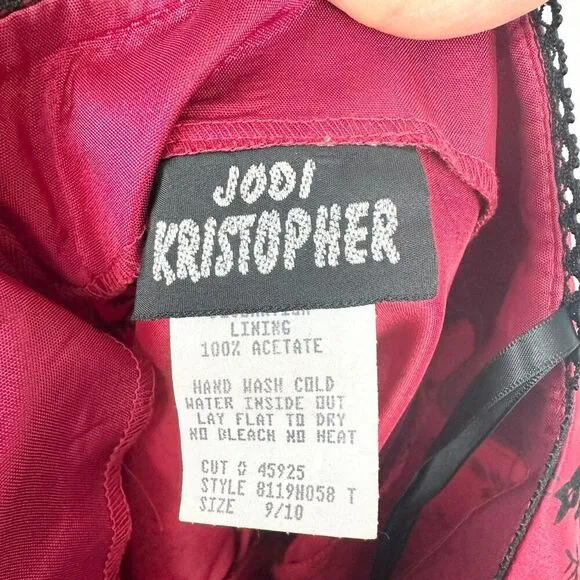 JODI
KRISTOPHER
LINING
100% ACETATE
HAND WASH COLD
WATER INSIDE OUT
LAY FLAT TO DRY
NO BLEACH NO HEAT
CUT # 45925
STYLE 8119N058 T
SIZE 9/10